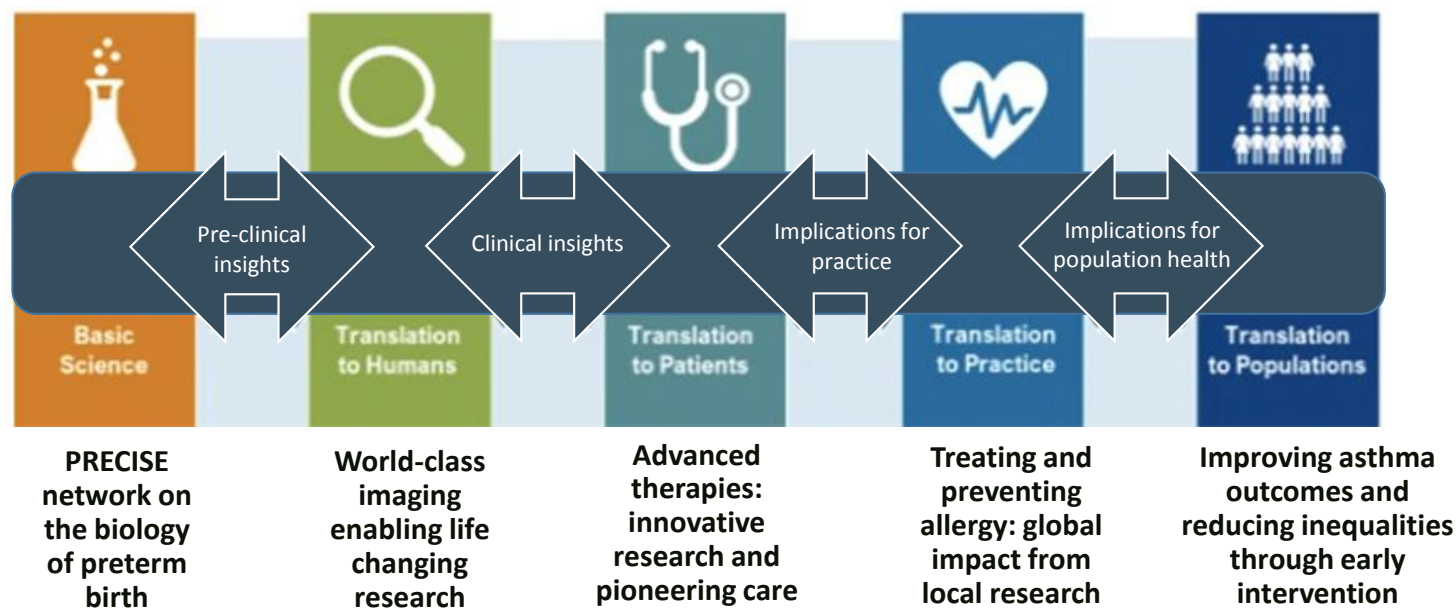 Pre-clinical
insights
Clinical insights
Implications for
practice
Implications for
population health
Basic
Science
Translation
to Humans
Translation
to Patients
Translation
to Practice
Translation
to Populations
PRECISE
network on
the biology
of preterm
birth
World-class
imaging
enabling life
changing
research
Advanced
therapies:
innovative
research and
pioneering care
Treating and
preventing
allergy: global
impact from
local research
Improving asthma
outcomes and
reducing inequalities
through early
intervention